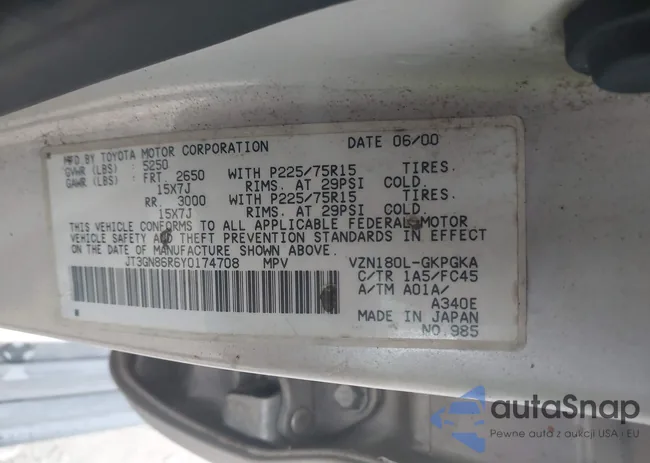 MFD BY TOYOTA MOTOR CORPORATION DATE 06/00
GVWR (LBS) : 5250
GAWR (LBS) : FRT. 2650 WITH P225/75R15 TIRES.
15X7J RIMS. AT 29PSI COLD.
RR. 3000 WITH P225/75R15 TIRES.
15X7J RIMS. AT 29PSI COLD.
THIS VEHICLE CONFORMS TO ALL APPLICABLE FEDERAL MOTOR
VEHICLE SAFETY AND THEFT PREVENTION STANDARDS IN EFFECT
ON THE DATE OF MANUFACTURE SHOWN ABOVE.
JT3GN86R6Y0174708 MPV VZN180L-GKPGKA
C/TR 1A5/FC45
A/TM A01A/
A340E
MADE IN JAPAN
NO.985
autaSnap
Pewne auta z aukcji USA · EU